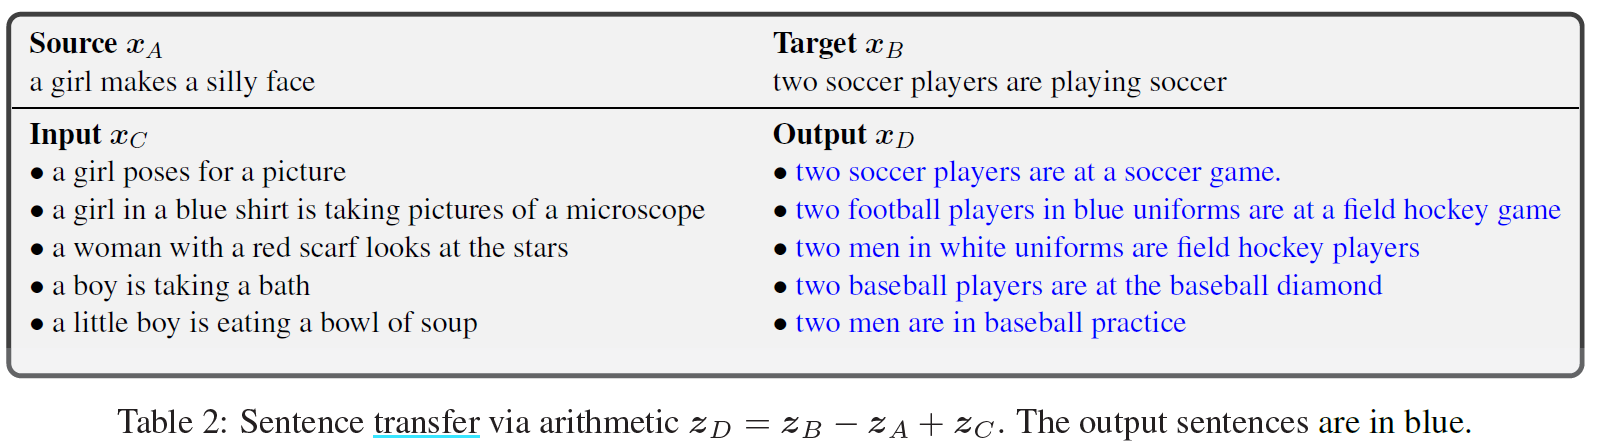 Source x_A
Target x_B
a girl makes a silly face
two soccer players are playing soccer
Input x_C
Output x_D
• a girl poses for a picture
• two soccer players are at a soccer game.
• a girl in a blue shirt is taking pictures of a microscope
• two football players in blue uniforms are at a field hockey game
• a woman with a red scarf looks at the stars
• two men in white uniforms are field hockey players
• a boy is taking a bath
• two baseball players are at the baseball diamond
• a little boy is eating a bowl of soup
• two men are in baseball practice
Table 2: Sentence transfer via arithmetic z_D = z_B − z_A + z_C. The output sentences are in blue.